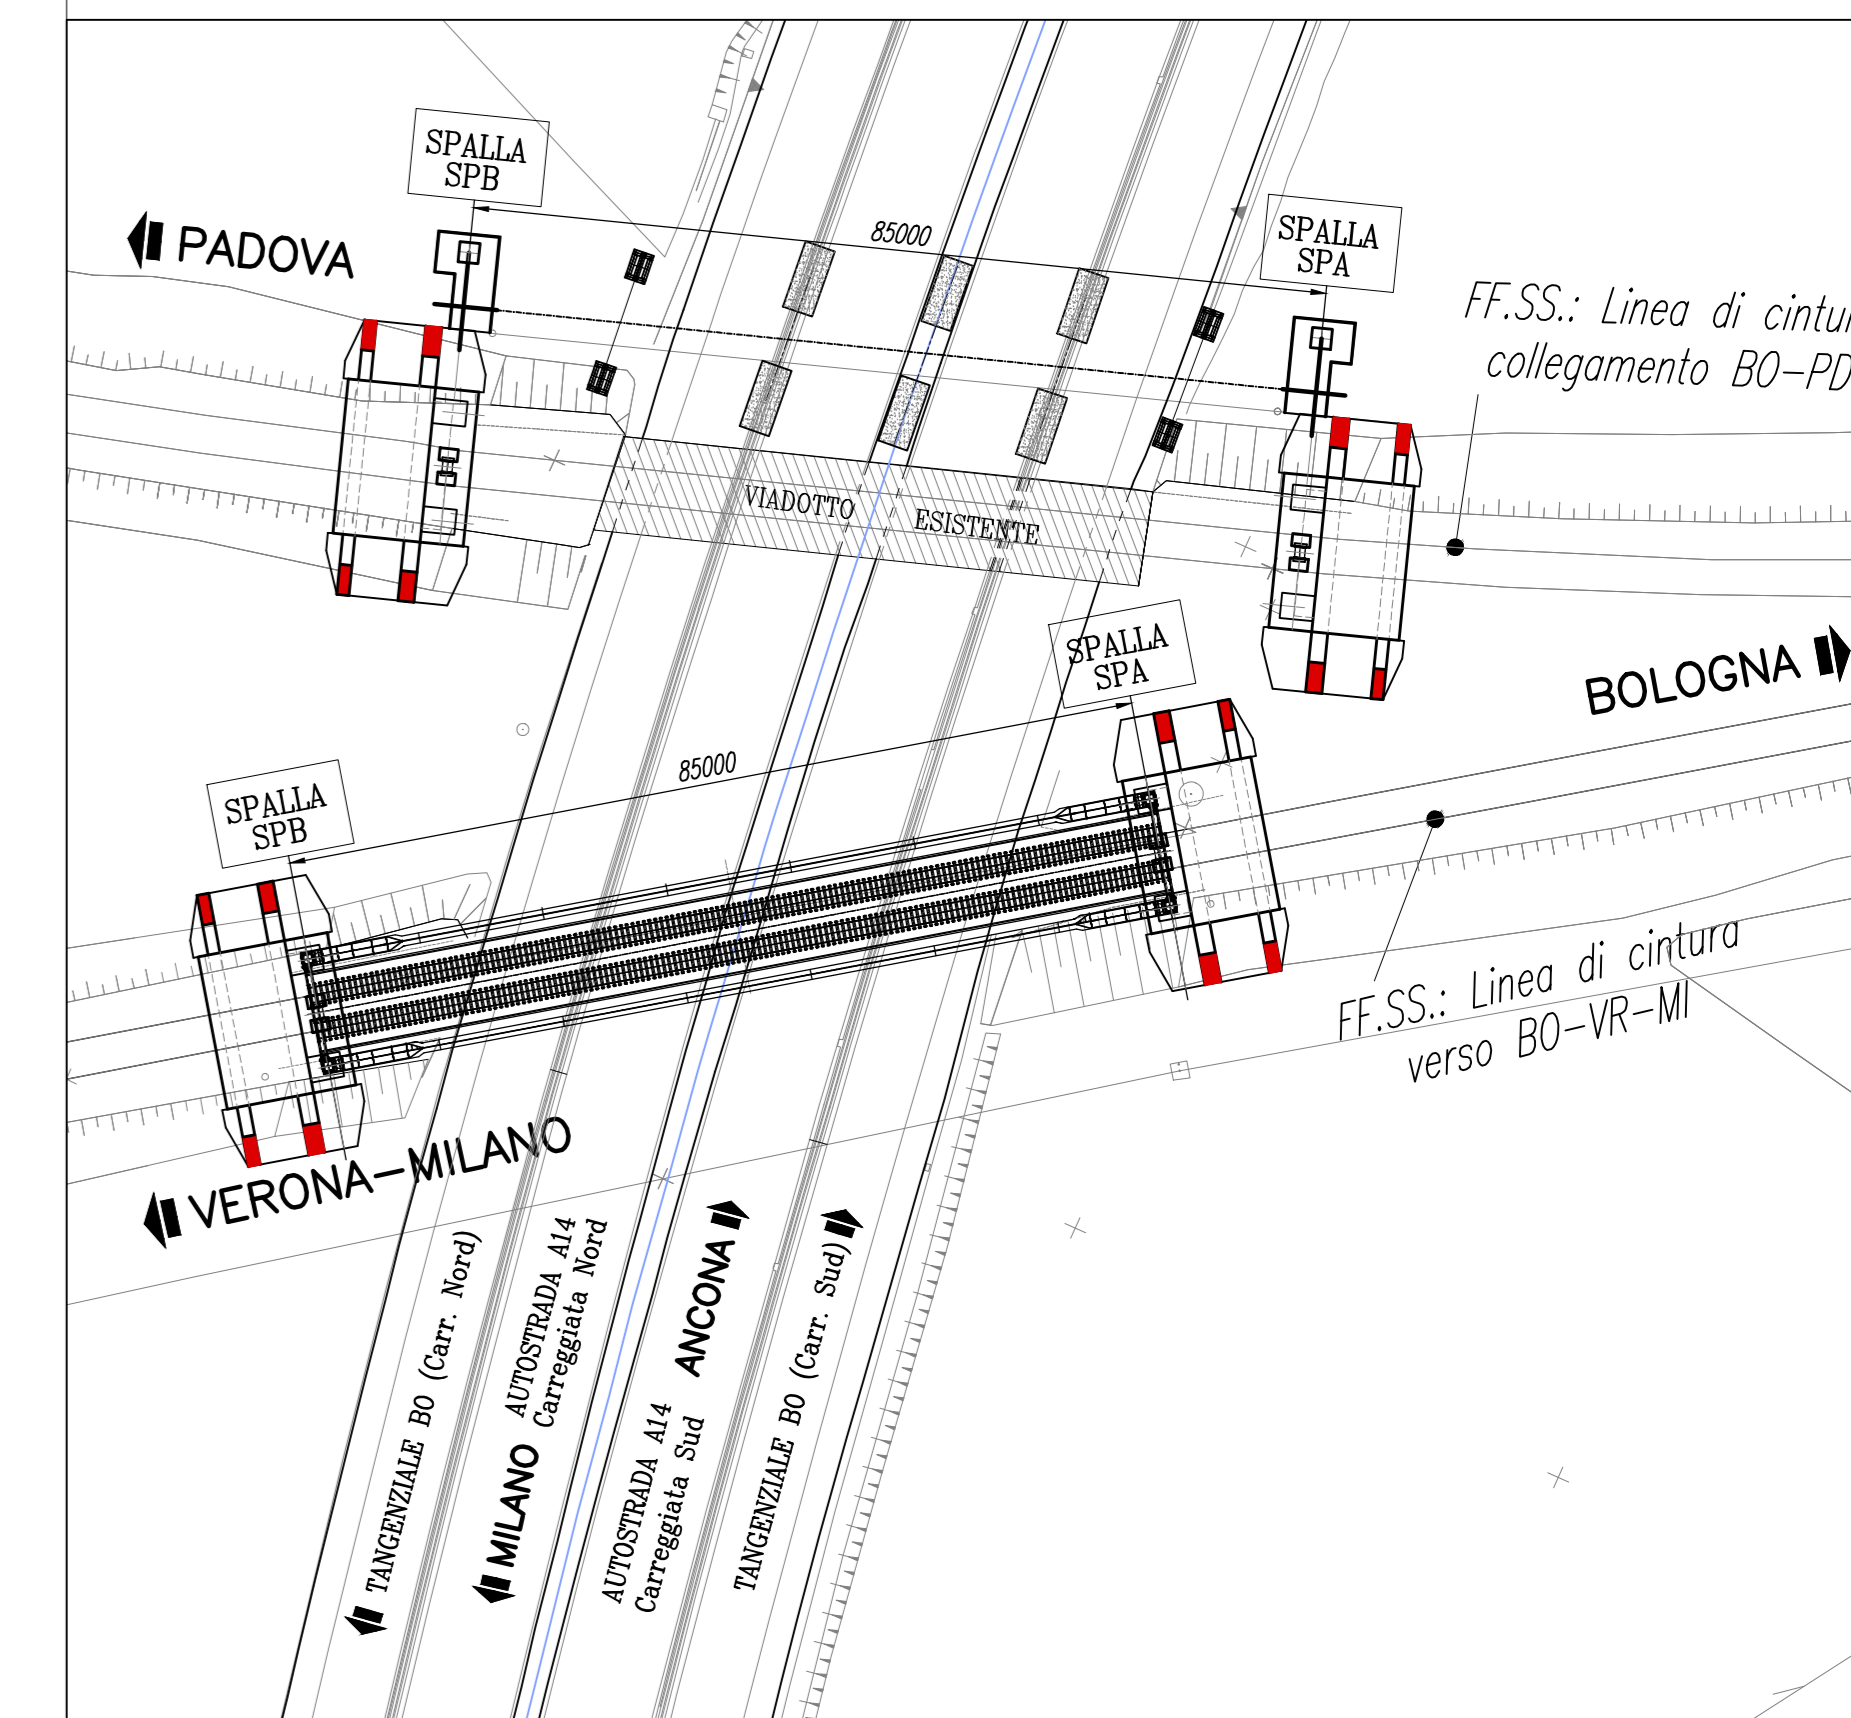 SPALLA
SPB
PADOVA
85000
SPALLA
SPA
FF.SS.: Linea di cintur
collegamento BO-PD
VIADOTTO ESISTENTE
SPALLA
SPA
BOLOGNA
85000
SPALLA
SPB
FF.SS.: Linea di cintura
verso BO-VR-MI
VERONA-MILANO
TANGENZIALE BO (Carr. Nord)
AUTOSTRADA A14
Carreggiata Nord
MILANO
ANCONA
AUTOSTRADA A14
Carreggiata Sud
TANGENZIALE BO (Carr. Sud)